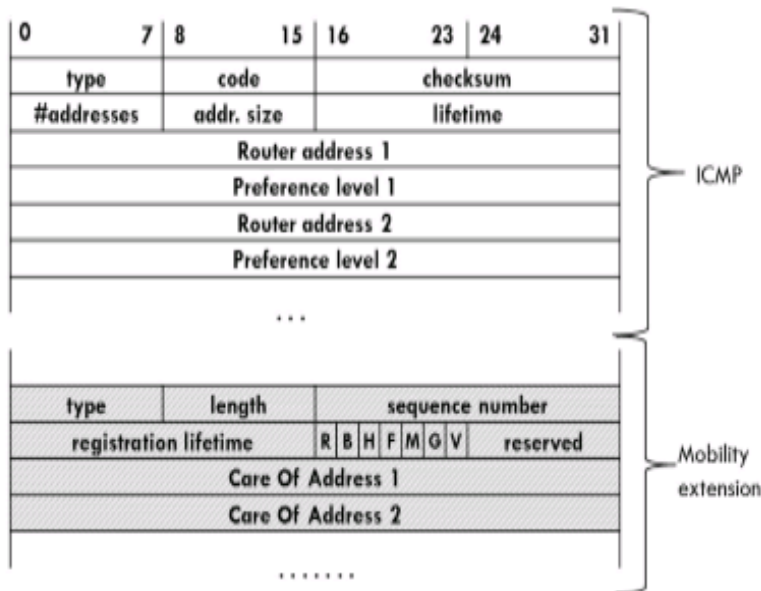 0 7 8 15 16 23 24 31
type code checksum
#addresses addr. size lifetime
Router address 1
Preference level 1
Router address 2
Preference level 2
...
ICMP
type length sequence number
registration lifetime R B H F M G V reserved
Care Of Address 1
Care Of Address 2
.......
Mobility
extension